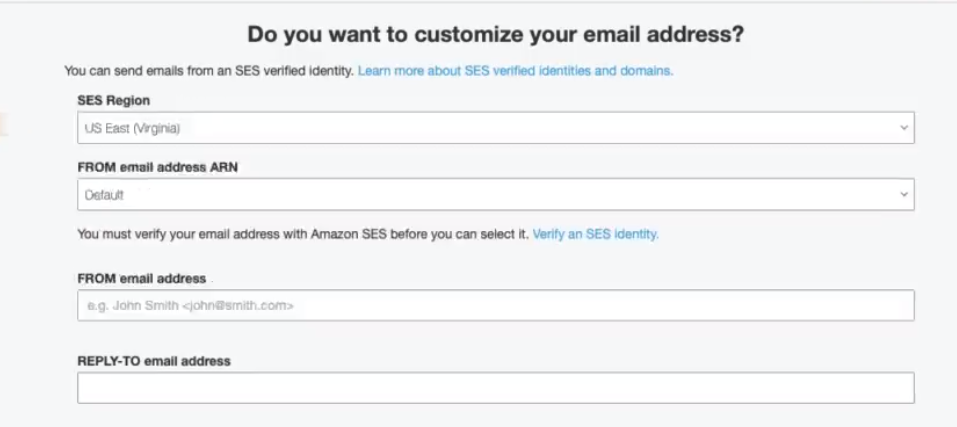 Do you want to customize your email address?
You can send emails from an SES verified identity. Learn more about SES verified identities and domains.
SES Region
US East (Virginia)
FROM email address ARN
Default
You must verify your email address with Amazon SES before you can select it. Verify an SES identity.
FROM email address
e.g. John Smith <john@smith.com>
REPLY-TO email address